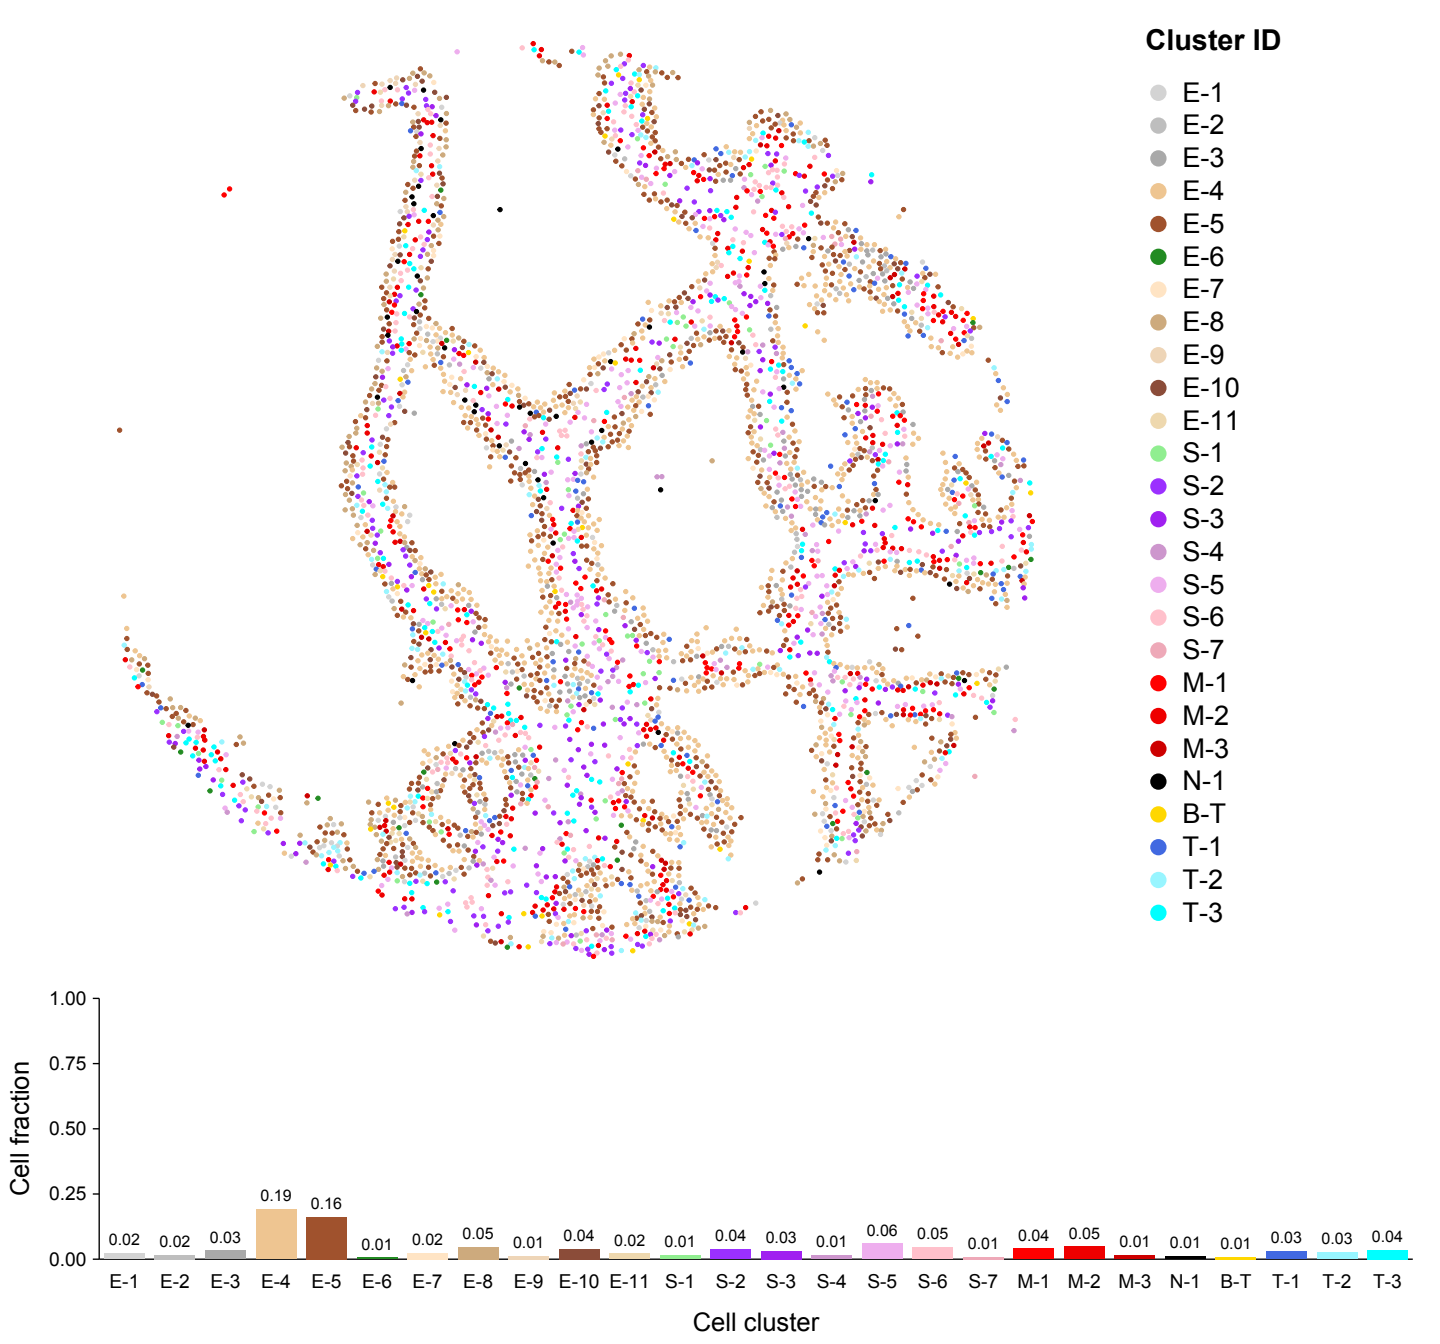 Cluster ID
E-1
E-2
E-3
E-4
E-5
E-6
E-7
E-8
E-9
E-10
E-11
S-1
S-2
S-3
S-4
S-5
S-6
S-7
M-1
M-2
M-3
N-1
B-T
T-1
T-2
T-3
1.00
0.75
0.50
0.25
0.00
Cell fraction
0.02 0.02 0.03 0.19 0.16 0.01 0.02 0.05 0.01 0.04 0.02 0.01 0.04 0.03 0.01 0.06 0.05 0.01 0.04 0.05 0.01 0.01 0.01 0.03 0.03 0.04
E-1 E-2 E-3 E-4 E-5 E-6 E-7 E-8 E-9 E-10 E-11 S-1 S-2 S-3 S-4 S-5 S-6 S-7 M-1 M-2 M-3 N-1 B-T T-1 T-2 T-3
Cell cluster